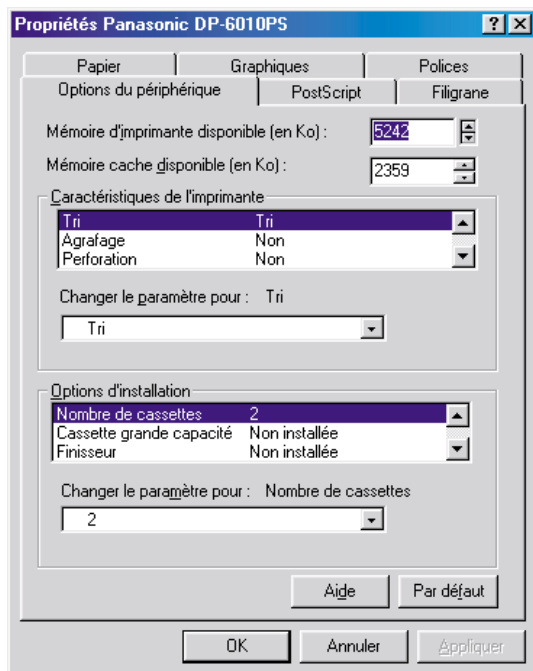 Propriétés Panasonic DP-6010PS
Papier Graphiques Polices
Options du périphérique PostScript Filigrane
Mémoire d'imprimante disponible (en Ko) : 5242
Mémoire cache disponible (en Ko) : 2359
Caractéristiques de l'imprimante
Tri Tri
Agrafage Non
Perforation Non
Changer le paramètre pour : Tri
Tri
Options d'installation
Nombre de cassettes 2
Cassette grande capacité Non installée
Finisseur Non installée
Changer le paramètre pour : Nombre de cassettes
2
Aide Par défaut
OK Annuler Appliquer